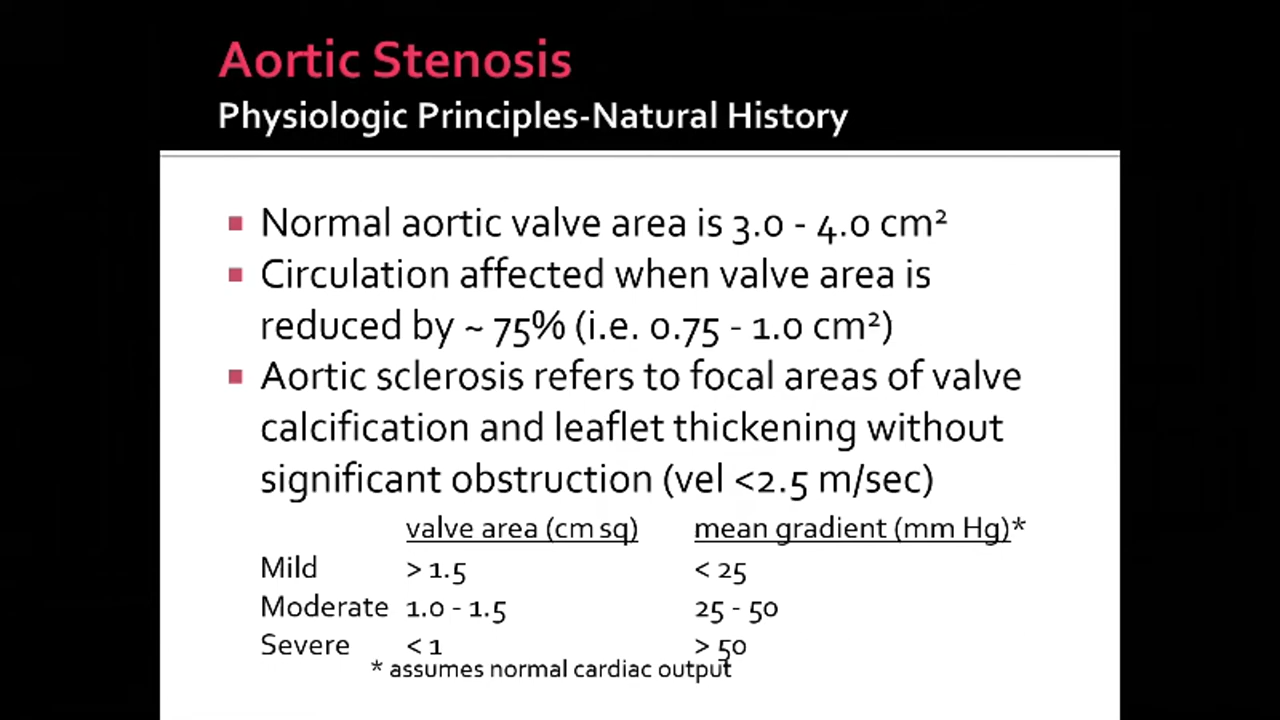 Aortic Stenosis
Physiologic Principles-Natural History
Normal aortic valve area is 3.0 - 4.0 cm²
Circulation affected when valve area is
reduced by ~ 75% (i.e. 0.75 - 1.0 cm²)
Aortic sclerosis refers to focal areas of valve
calcification and leaflet thickening without
significant obstruction (vel <2.5 m/sec)
valve area (cm sq) mean gradient (mm Hg)*
Mild > 1.5 < 25
Moderate 1.0 - 1.5 25 - 50
Severe < 1 > 50
* assumes normal cardiac output